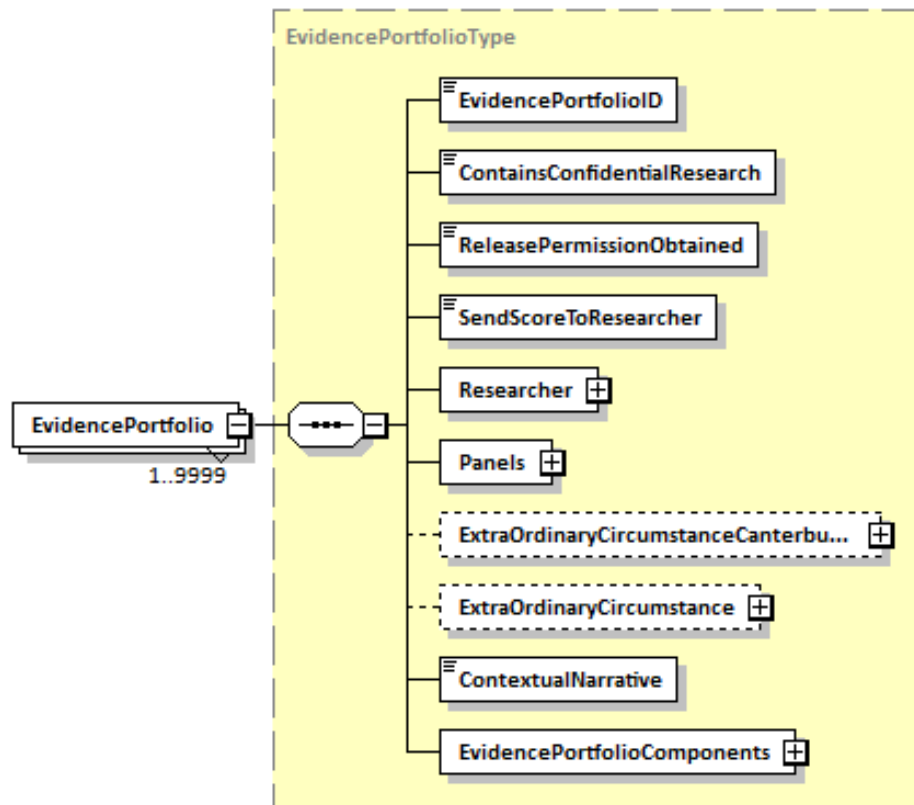 EvidencePortfolioType
EvidencePortfolioID
ContainsConfidentialResearch
ReleasePermissionObtained
SendScoreToResearcher
Researcher
EvidencePortfolio
1..9999
Panels
ExtraOrdinaryCircumstanceCanterbu...
ExtraOrdinaryCircumstance
ContextualNarrative
EvidencePortfolioComponents